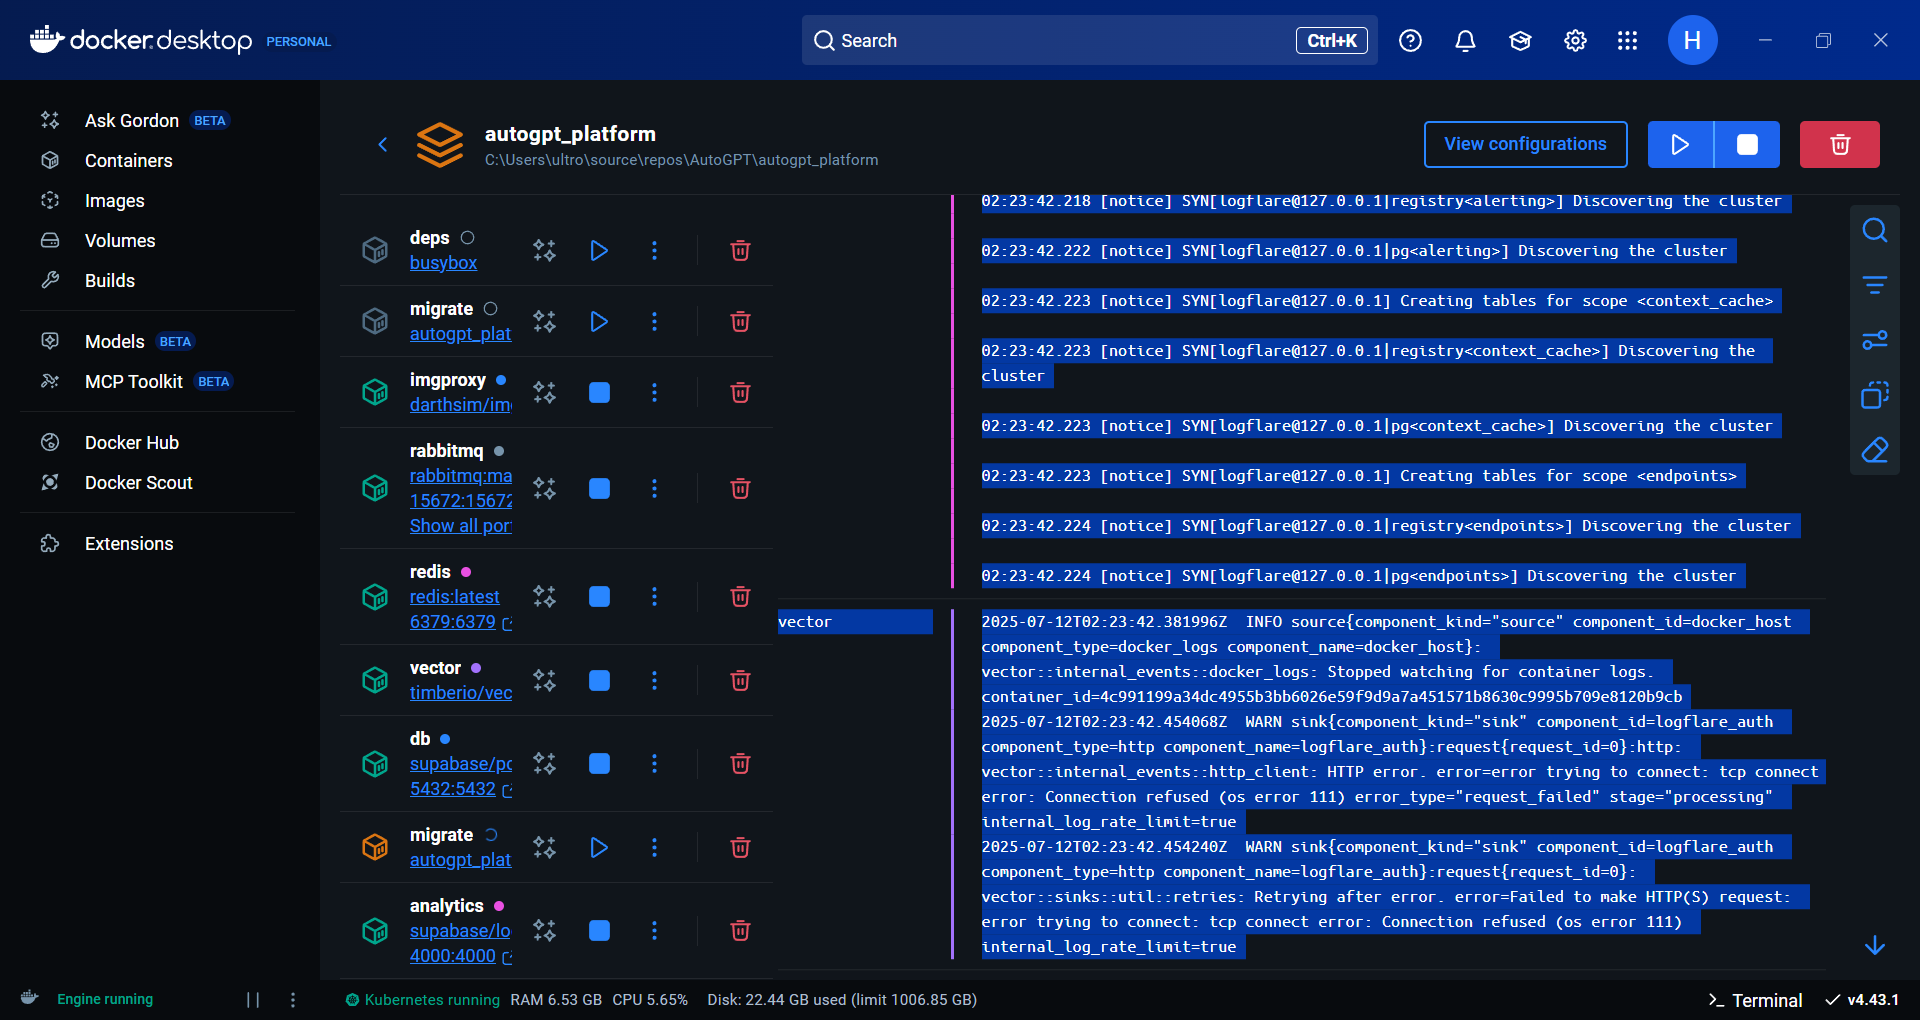 docker.desktop PERSONAL
Search
Ctrl+K
H
Ask Gordon BETA
Containers
Images
Volumes
Builds
Models BETA
MCP Toolkit BETA
Docker Hub
Docker Scout
Extensions
autogpt_platform
C:\Users\ultro\source\repos\AutoGPT\autogpt_platform
View configurations
deps
busybox
migrate
autogpt_plat
imgproxy
darthsim/im
rabbitmq
rabbitmq:ma
15672:15672
Show all por
redis
redis:latest
6379:6379
vector
timberio/vec
db
supabase/po
5432:5432
migrate
autogpt_plat
analytics
supabase/lo
4000:4000
02:23:42.218 [notice] SYN[logflare@127.0.0.1|registry<alerting>] Discovering the cluster
02:23:42.222 [notice] SYN[logflare@127.0.0.1|pg<alerting>] Discovering the cluster
02:23:42.223 [notice] SYN[logflare@127.0.0.1] Creating tables for scope <context_cache>
02:23:42.223 [notice] SYN[logflare@127.0.0.1|registry<context_cache>] Discovering the
cluster
02:23:42.223 [notice] SYN[logflare@127.0.0.1|pg<context_cache>] Discovering the cluster
02:23:42.223 [notice] SYN[logflare@127.0.0.1] Creating tables for scope <endpoints>
02:23:42.224 [notice] SYN[logflare@127.0.0.1|registry<endpoints>] Discovering the cluster
02:23:42.224 [notice] SYN[logflare@127.0.0.1|pg<endpoints>] Discovering the cluster
vector
2025-07-12T02:23:42.381996Z  INFO source{component_kind="source" component_id=docker_host
component_type=docker_logs component_name=docker_host}:
vector::internal_events::docker_logs: Stopped watching for container logs.
container_id=4c991199a34dc4955b3bb6026e59f9d9a7a451571b8630c9995b709e8120b9cb
2025-07-12T02:23:42.454068Z  WARN sink{component_kind="sink" component_id=logflare_auth
component_type=http component_name=logflare_auth}:request{request_id=0}:http:
vector::internal_events::http_client: HTTP error. error=error trying to connect: tcp connect
error: Connection refused (os error 111) error_type="request_failed" stage="processing"
internal_log_rate_limit=true
2025-07-12T02:23:42.454240Z  WARN sink{component_kind="sink" component_id=logflare_auth
component_type=http component_name=logflare_auth}:request{request_id=0}:
vector::sinks::util::retries: Retrying after error. error=Failed to make HTTP(S) request:
error trying to connect: tcp connect error: Connection refused (os error 111)
internal_log_rate_limit=true
Engine running
Kubernetes running RAM 6.53 GB CPU 5.65% Disk: 22.44 GB used (limit 1006.85 GB)
Terminal
v4.43.1